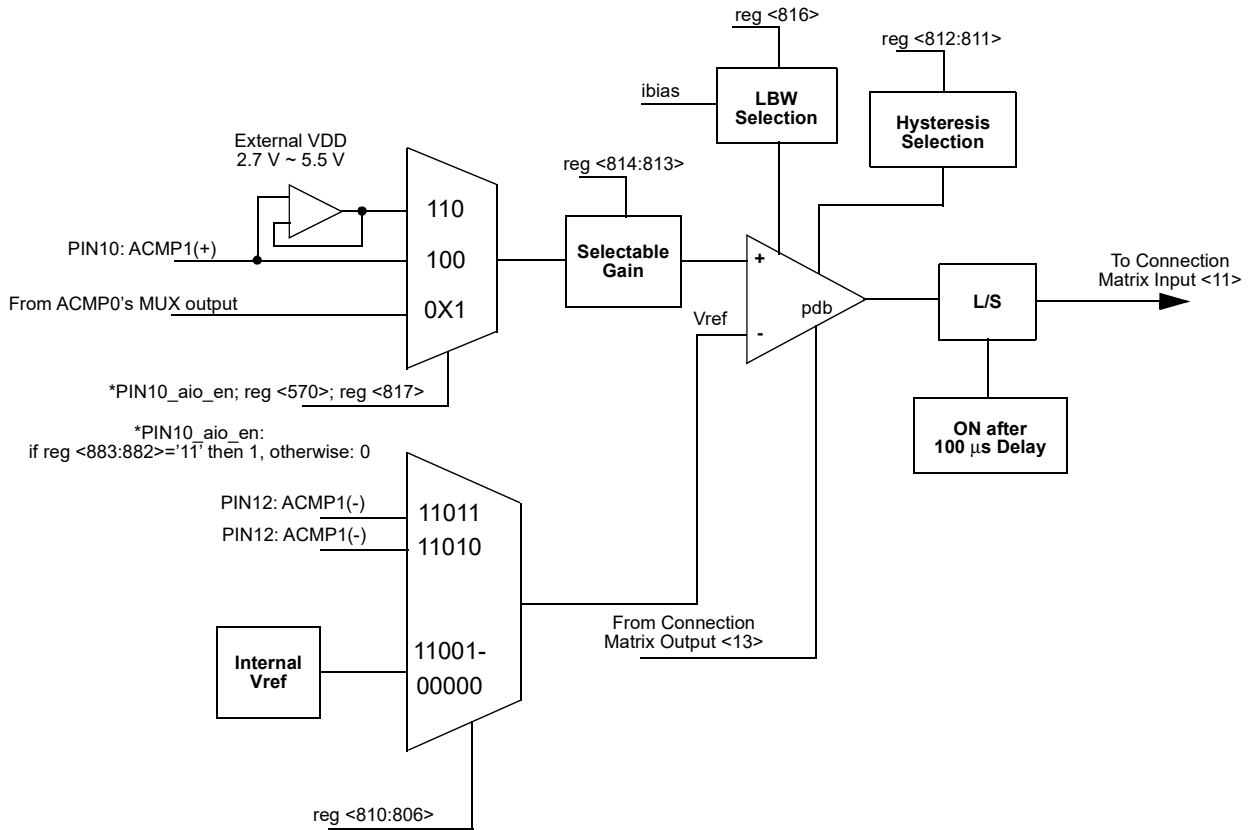 reg <816>
reg <812:811>
ibias
LBW
Selection
Hysteresis
Selection
External VDD
2.7 V ~ 5.5 V
reg <814:813>
110
PIN10: ACMP1(+)
100
Selectable
Gain
+
To Connection
Matrix Input <11>
From ACMP0's MUX output
0X1
Vref
pdb
-
L/S
*PIN10_aio_en; reg <570>; reg <817>
*PIN10_aio_en:
if reg <883:882>='11' then 1, otherwise: 0
ON after
100 μs Delay
PIN12: ACMP1(-)
11011
PIN12: ACMP1(-)
11010
From Connection
Matrix Output <13>
Internal
Vref
11001-
00000
reg <810:806>